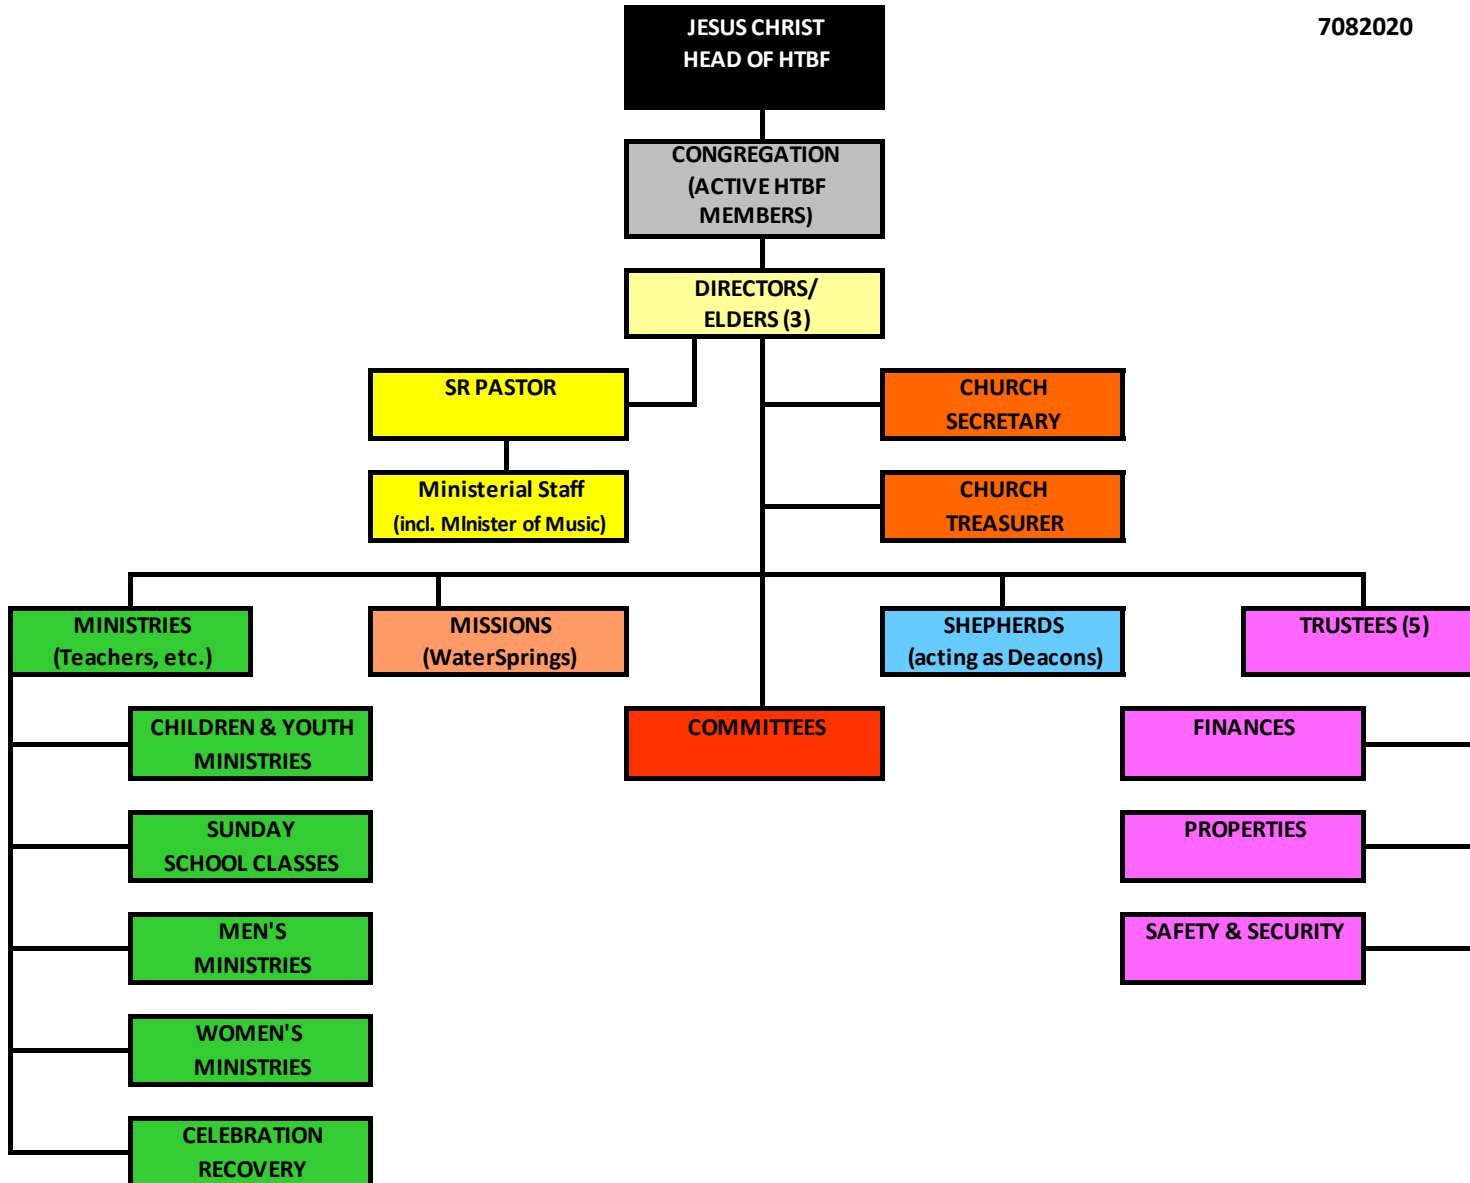 JESUS CHRIST
HEAD OF HTBF
7082020
CONGREGATION
(ACTIVE HTBF
MEMBERS)
DIRECTORS/
ELDERS (3)
SR PASTOR
CHURCH
SECRETARY
Ministerial Staff
(incl. MInister of Music)
CHURCH
TREASURER
MINISTRIES
(Teachers, etc.)
MISSIONS
(WaterSprings)
SHEPHERDS
(acting as Deacons)
TRUSTEES (5)
CHILDREN & YOUTH
MINISTRIES
COMMITTEES
FINANCES
SUNDAY
SCHOOL CLASSES
PROPERTIES
MEN'S
MINISTRIES
SAFETY & SECURITY
WOMEN'S
MINISTRIES
CELEBRATION
RECOVERY